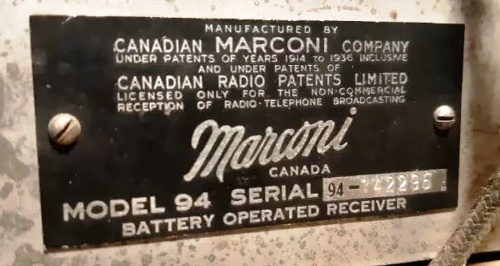 MANUFACTURED BY
CANADIAN MARCONI COMPANY
UNDER PATENTS OF YEARS 1914 TO 1936 INCLUSIVE
AND UNDER PATENTS OF
CANADIAN RADIO PATENTS LIMITED
LICENSED ONLY FOR THE NON-COMMERCIAL
RECEPTION OF RADIO-TELEPHONE BROADCASTING
Marconi
CANADA
MODEL 94 SERIAL
BATTERY OPERATED RECEIVER